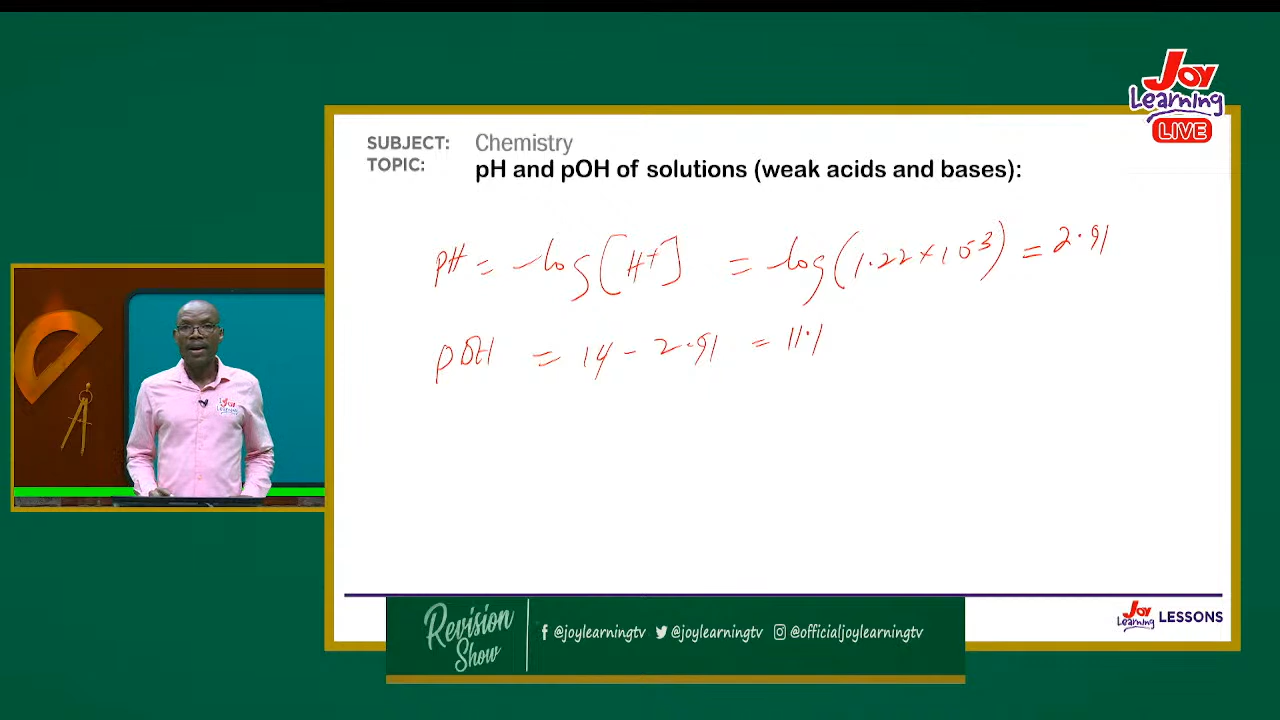 Joy
Learning
LIVE
SUBJECT: Chemistry
TOPIC: pH and pOH of solutions (weak acids and bases):
pH = -log [H+] = -log (1.22 × 10-3) = 2.91
pOH = 14 - 2.91 = 11.1
Joy
Learning
Revision Show
@joylearningtv @joylearningtv @officialjoylearningtv
Joy Learning LESSONS